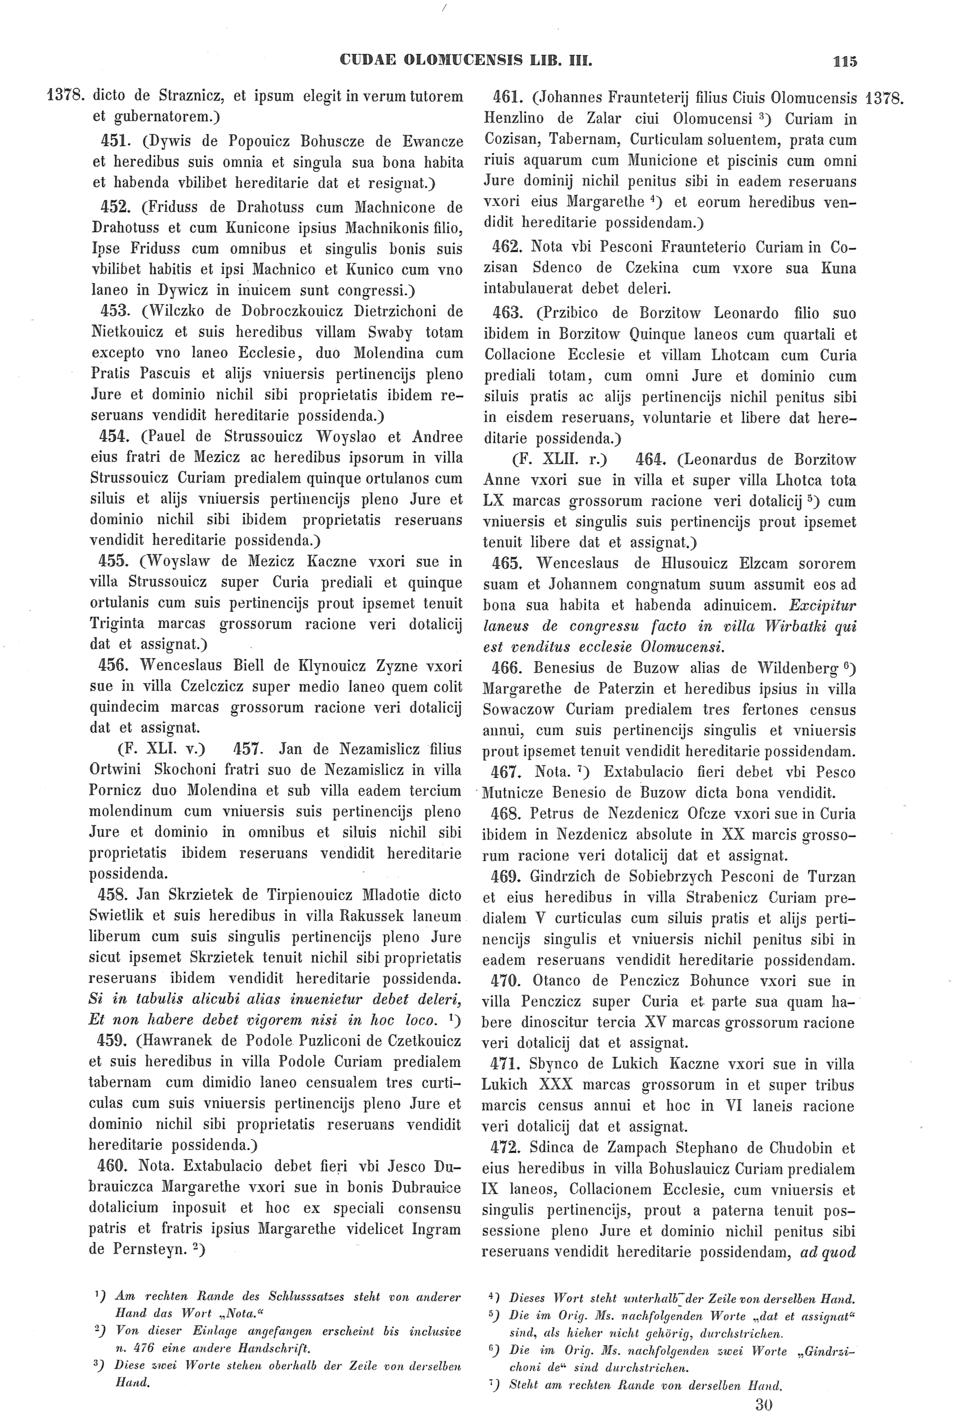 CUDAE OLOMUCENSIS LIB. III.
115
1378. dicto de Straznicz, et ipsum elegit in verum tutorem
et gubernatorem.)
451. (Dywis de Popouicz Bohuscze de Ewancze
et heredibus suis omnia et singula sua bona habita
et habenda vbilibet hereditarie dat et resignat.)
452. (Friduss de Drahotuss cum Machnicone de
Drahotuss et cum Kunicone ipsius Machnikonis filio,
Ipse Friduss cum omnibus et singulis bonis suis
vbilibet habitis et ipsi Machnico et Kunico cum vno
laneo in Dywicz in inuicem sunt congressi.)
453. (Wilczko de Dobroczkouicz Dietrzichoni de
Nietkouicz et suis heredibus villam Swaby totam
excepto vno laneo Ecclesie, duo Molendina cum
Pratis Pascuis et alijs vniuersis pertinencijs pleno
Jure et dominio nichil sibi proprietatis ibidem re-
seruans vendidit hereditarie possidenda.)
454. (Pauel de Strussouicz Woyslao et Andree
eius fratri de Mezicz ac heredibus ipsorum in villa
Strussouicz Curiam predialem quinque ortulanos cum
siluis et alijs vniuersis pertinencijs pleno Jure et
dominio nichil sibi ibidem proprietatis reseruans
vendidit hereditarie possidenda.)
455. (Woyslaw de Mezicz Kaczne vxori sue in
villa Strussouicz super Curia prediali et quinque
ortulanis cum suis pertinencijs prout ipsemet tenuit
Triginta marcas grossorum racione veri dotalicij
dat et assignat.)
456. Wenceslaus Biell de Klynouicz Zyzne vxori
sue in villa Czelczicz super medio laneo quem colit
quindecim marcas grossorum racione veri dotalicij
dat et assignat.
(F. XLI. v.) 457. Jan de Nezamislicz filius
Ortwini Skochoni fratri suo de Nezamislicz in villa
Pornicz duo Molendina et sub villa eadem tercium
molendinum cum vniuersis suis pertinencijs pleno
Jure et dominio in omnibus et siluis nichil sibi
proprietatis ibidem reseruans vendidit hereditarie
possidenda.
458. Jan Skrzietek de Tirpienouicz Mladotie dicto
Swietlik et suis heredibus in villa Rakussek laneum
liberum cum suis singulis pertinencijs pleno Jure
sicut ipsemet Skrzietek tenuit nichil sibi proprietatis
reseruans ibidem vendidit hereditarie possidenda.
Si in tabulis alicubi alias inuenietur debet deleri,
Et non habere debet vigorem nisi in hoc loco. ¹)
459. (Hawranek de Podole Puzliconi de Czetkouicz
et suis heredibus in villa Podole Curiam predialem
tabernam cum dimidio laneo censualem tres curti-
culas cum suis vniuersis pertinencijs pleno Jure et
dominio nichil sibi proprietatis reseruans vendidit
hereditarie possidenda.)
460. Nota. Extabulacio debet fieri vbi Jesco Du-
brauiczca Margarethe vxori sue in bonis Dubrauice
dotalicium inposuit et hoc ex speciali consensu
patris et fratris ipsius Margarethe videlicet Ingram
de Pernsteyn. ²)
461. (Johannes Fraunteterij filius Ciuis Olomucensis 1378.
Henzlino de Zalar ciui Olomucensi ³) Curiam in
Cozisan, Tabernam, Curticulam soluentem, prata cum
riuis aquarum cum Municione et piscinis cum omni
Jure dominij nichil penitus sibi in eadem reseruans
vxori eius Margarethe ⁴) et eorum heredibus ven-
didit hereditarie possidendam.)
462. Nota vbi Pesconi Fraunteterio Curiam in Co-
zisan Sdenco de Czekina cum vxore sua Kuna
intabulauerat debet deleri.
463. (Przibico de Borzitow Leonardo filio suo
ibidem in Borzitow Quinque laneos cum quartali et
Collacione Ecclesie et villam Lhotcam cum Curia
prediali totam, cum omni Jure et dominio cum
siluis pratis ac alijs pertinencijs nichil penitus sibi
in eisdem reseruans, voluntarie et libere dat here-
ditarie possidenda.)
(F. XLII. r.) 464. (Leonardus de Borzitow
Anne vxori sue in villa et super villa Lhotca tota
LX marcas grossorum racione veri dotalicij ⁵) cum
vniuersis et singulis suis pertinencijs prout ipsemet
tenuit libere dat et assignat.)
465. Wenceslaus de Hlusouicz Elzcam sororem
suam et Johannem congnatum suum assumit eos ad
bona sua habita et habenda adinuicem. Excipitur
laneus de congressu facto in villa Wirbatki qui
est venditus ecclesie Olomucensi.
466. Benesius de Buzow alias de Wildenberg ⁶)
Margarethe de Paterzin et heredibus ipsius in villa
Sowaczow Curiam predialem tres fertones census
annui, cum suis pertinencijs singulis et vniuersis
prout ipsemet tenuit vendidit hereditarie possidendam.
467. Nota. ⁷) Extabulacio fieri debet vbi Pesco
Mutnicze Benesio de Buzow dicta bona vendidit.
468. Petrus de Nezdenicz Ofcze vxori sue in Curia
ibidem in Nezdenicz absolute in XX marcis grosso-
rum racione veri dotalicij dat et assignat.
469. Gindrzich de Sobiebrzych Pesconi de Turzan
et eius heredibus in villa Strabenicz Curiam pre-
dialem V curticulas cum siluis pratis et alijs perti-
nencijs singulis et vniuersis nichil penitus sibi in
eadem reseruans vendidit hereditarie possidendam.
470. Otanco de Penczicz Bohunce vxori sue in
villa Penczicz super Curia et parte sua quam ha-
bere dinoscitur tercia XV marcas grossorum racione
veri dotalicij dat et assignat.
471. Sbynco de Lukich Kaczne vxori sue in villa
Lukich XXX marcas grossorum in et super tribus
marcis census annui et hoc in VI laneis racione
veri dotalicij dat et assignat.
472. Sdinca de Zampach Stephano de Chudobin et
eius heredibus in villa Bohuslauicz Curiam predialem
IX laneos, Collacionem Ecclesie, cum vniuersis et
singulis pertinencijs, prout a paterna tenuit pos-
sessione pleno Jure et dominio nichil penitus sibi
reseruans vendidit hereditarie possidendam, ad quod
¹) Am rechten Rande des Schlusssatzes steht von anderer
Hand das Wort „Nota.“
²) Von dieser Einlage angefangen erscheint bis inclusive
n. 476 eine andere Handschrift.
³) Diese zwei Worte stehen oberhalb der Zeile von derselben
Hand.
⁴) Dieses Wort steht unterhalb der Zeile von derselben Hand.
⁵) Die im Orig. Ms. nachfolgenden Worte „dat et assignat“
sind, als hieher nicht gehörig, durchstrichen.
⁶) Die im Orig. Ms. nachfolgenden zwei Worte „Gindrzi-
choni de“ sind durchstrichen.
⁷) Steht am rechten Rande von derselben Hand.
30